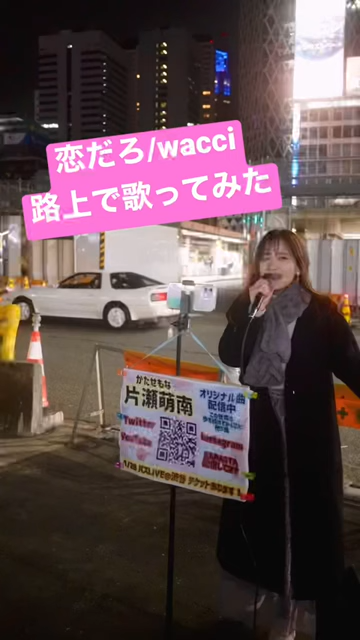 恋だろ/wacci
路上で歌ってみた
かたせもな
片瀬萌南
オリジナル曲
配信中
Twitter
YouTube
Instagram